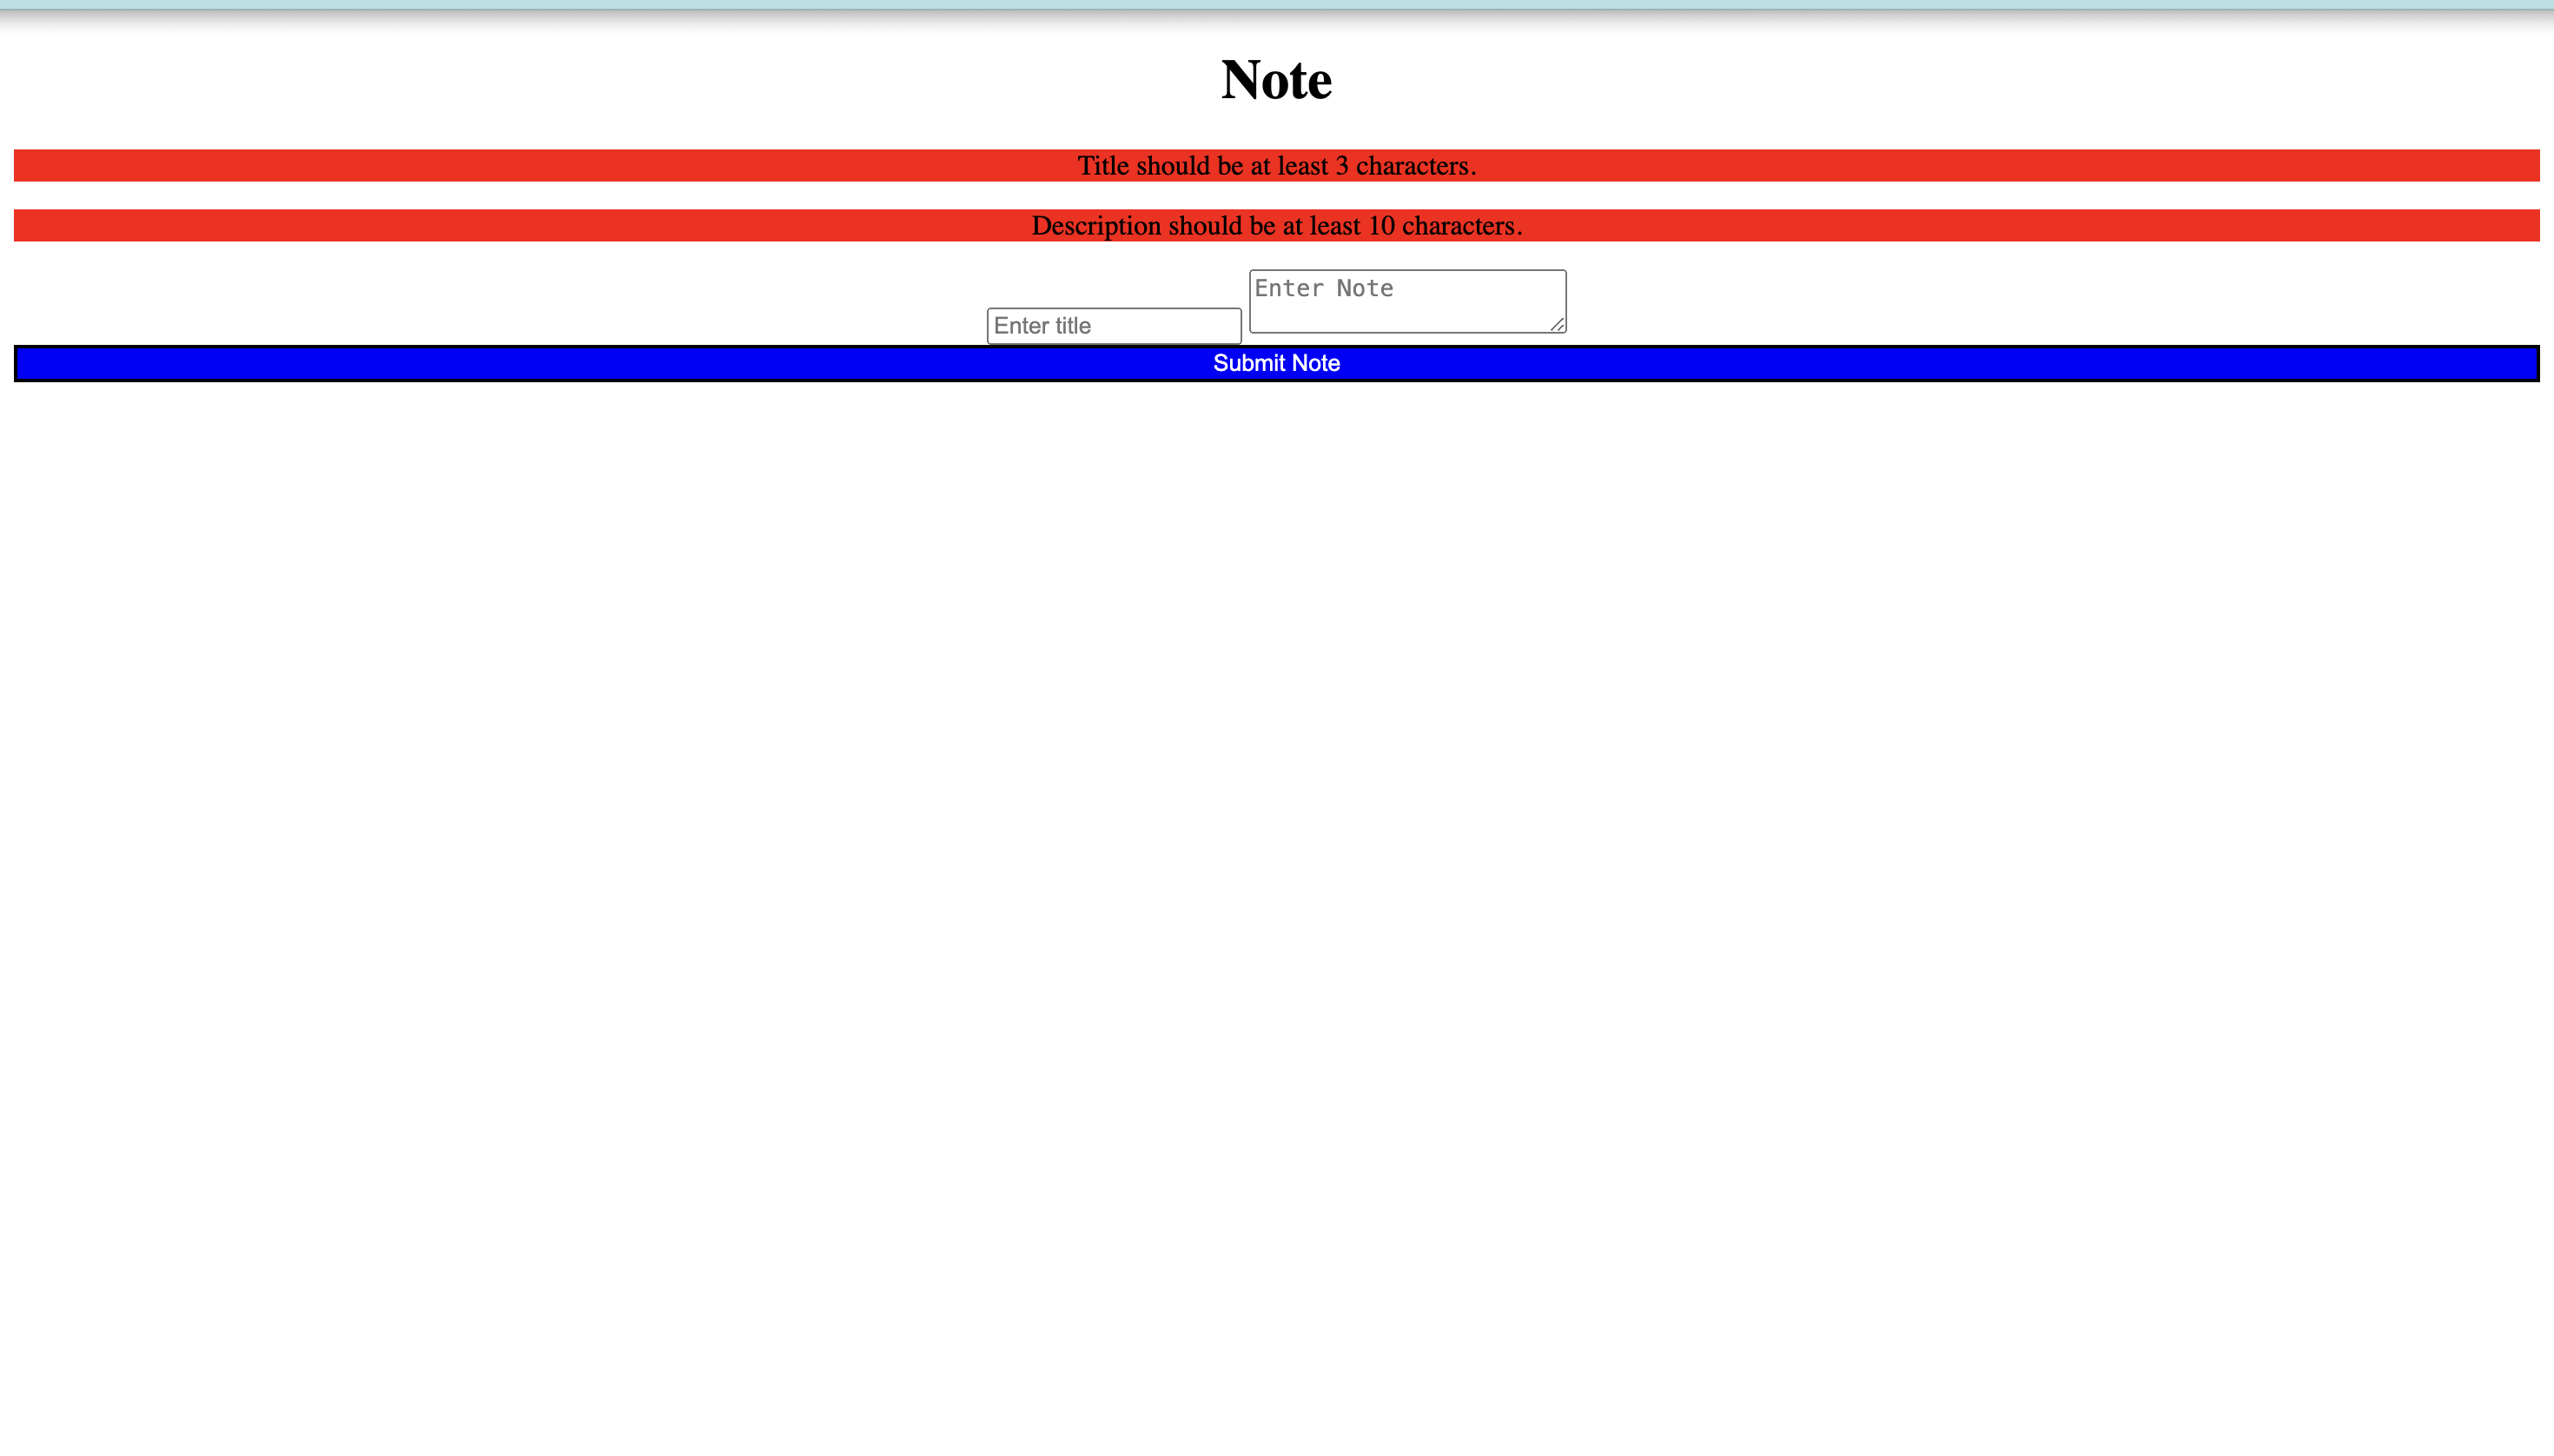 Note
Title should be at least 3 characters.
Description should be at least 10 characters.
Enter Note
Enter title
Submit Note